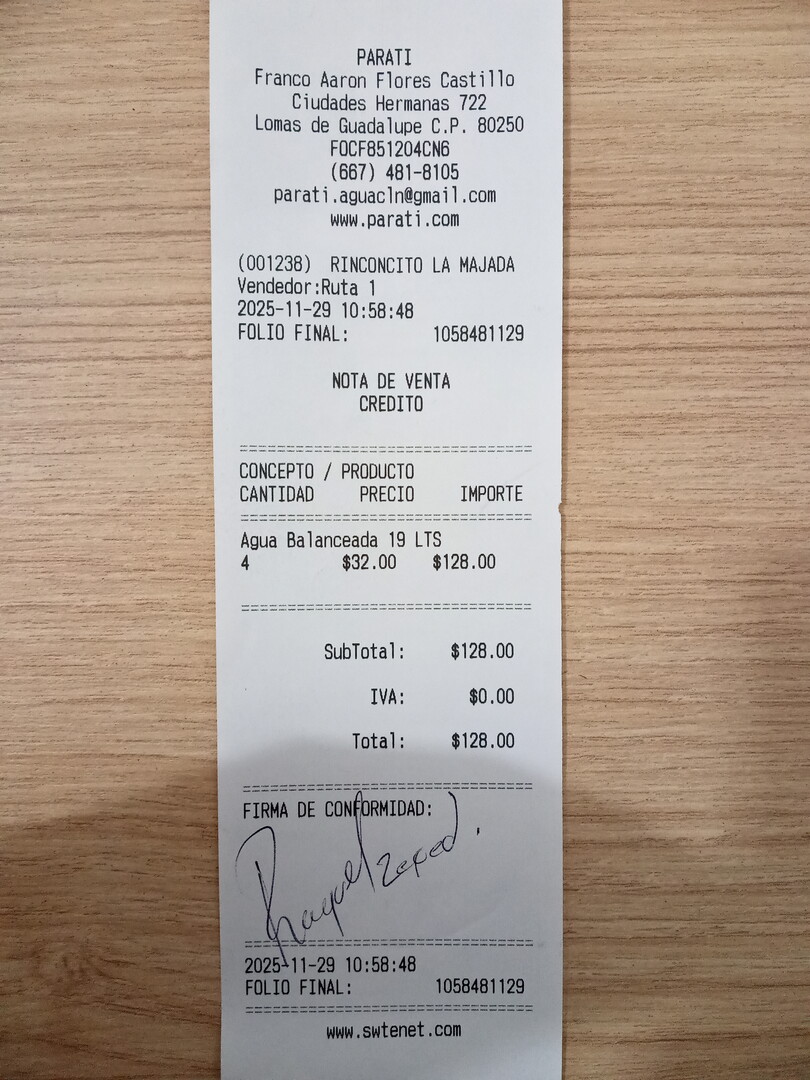 PARATI
Franco Aaron Flores Castillo
Ciudades Hermanas 722
Lomas de Guadalupe C.P. 80250
FOCF851204CN6
(667) 481-8105
parati.aguacln@gmail.com
www.parati.com
(001238) RINCONCITO LA MAJADA
Vendedor:Ruta 1
2025-11-29 10:58:48
FOLIO FINAL: 1058481129
NOTA DE VENTA
CREDITO
CONCEPTO / PRODUCTO
CANTIDAD PRECIO IMPORTE
Agua Balanceada 19 LTS
4 $32.00 $128.00
SubTotal: $128.00
IVA: $0.00
Total: $128.00
FIRMA DE CONFORMIDAD:
Raquel
2025-11-29 10:58:48
FOLIO FINAL: 1058481129
www.swtenet.com